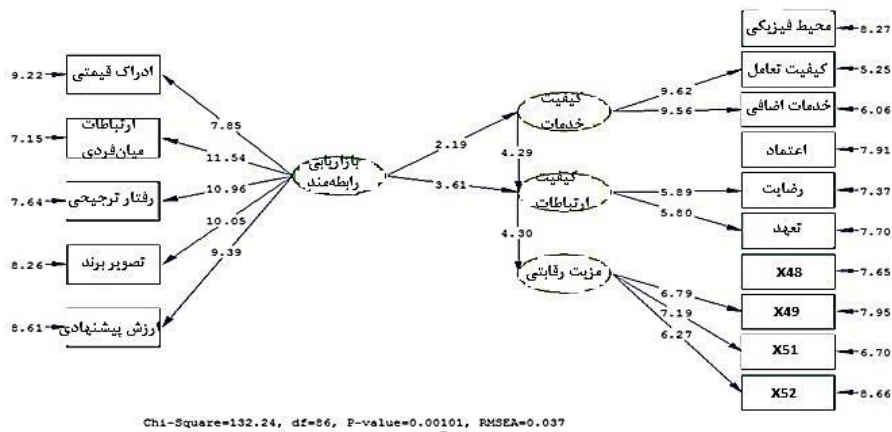 محیط فیزیکی
8.27
9.22
ادراک قیمتی
کیفیت تعامل
5.25
9.62
کیفیت
خدمات
9.56
خدمات اضافی
6.06
7.85
ارتباطات
میان‌فردی
7.15
11.54
2.19
4.29
اعتماد
7.91
بازاریابی
رابطه‌مند
3.61
کیفیت
ارتباطات
5.89
رضایت
7.37
7.64
رفتار ترجیحی
10.96
5.80
تعهد
7.70
10.05
4.30
8.26
تصویر برند
9.39
مزیت رقابتی
X48
7.65
6.79
X49
7.95
7.19
8.61
ارزش پیشنهادی
6.27
X51
6.70
X52
8.66
Chi-Square=132.24, df=86, P-value=0.00101, RMSEA=0.037